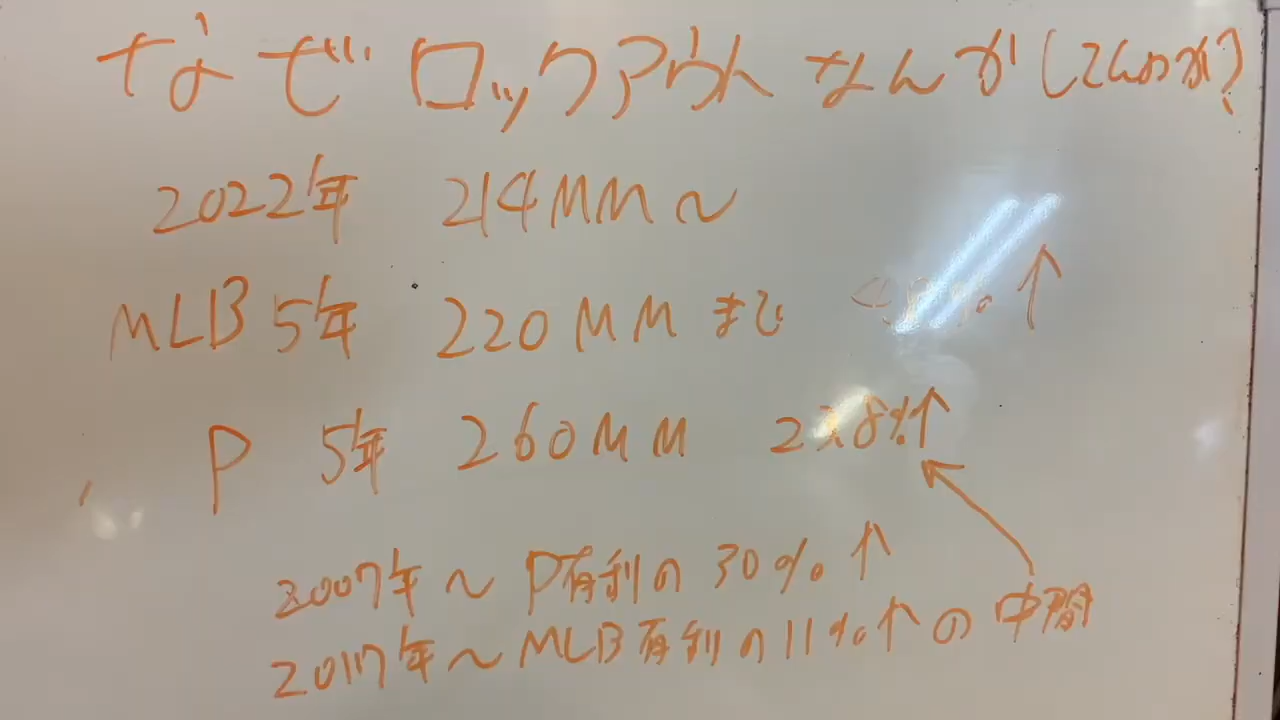 なぜロックアウトなんがしてんのか?
2022年 214MM～
MLB 5年 220MMまで %↑
P 5年 260MM 23.8%↑
2007年～P有利の30%↑
2017年～MLB有利の11%↑の中間